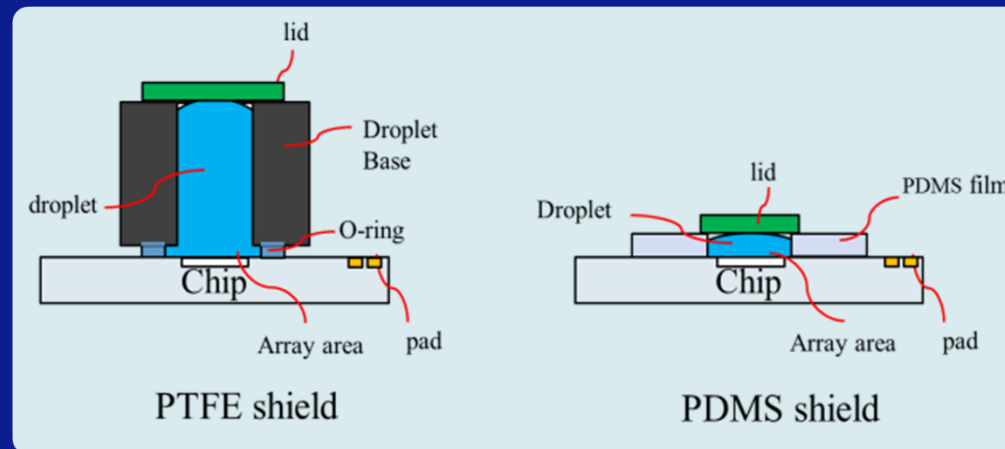 lid
Droplet
Base
droplet
O-ring
Chip
Array area
pad
PTFE shield
lid
PDMS film
Droplet
Chip
Array area
pad
PDMS shield